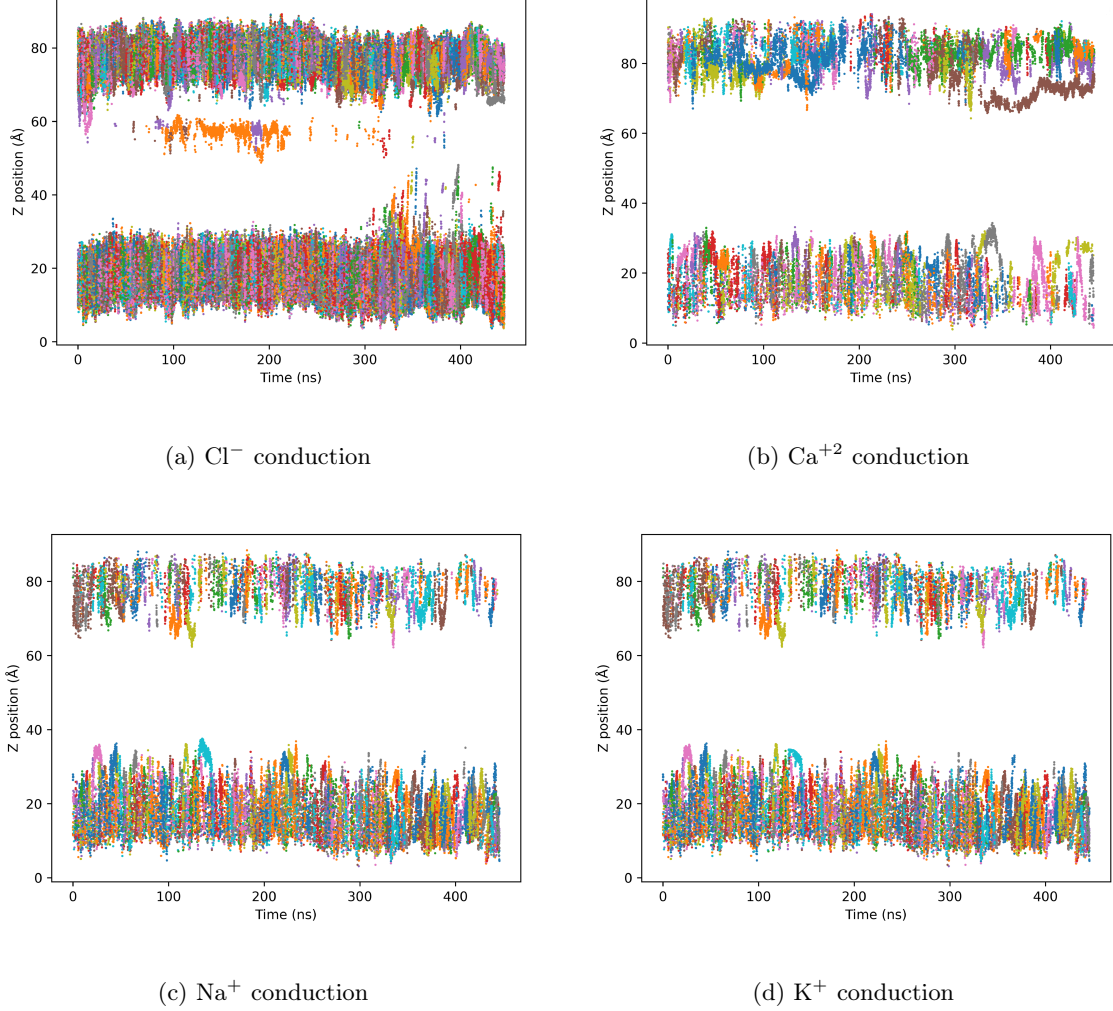 80
60
40
20
0
Z position (Å)
0 100 200 300 400
Time (ns)
80
60
40
20
0
Z position (Å)
0 100 200 300 400
Time (ns)
(a) Cl⁻ conduction
(b) Ca⁺² conduction
80
60
40
20
0
Z position (Å)
0 100 200 300 400
Time (ns)
80
60
40
20
0
Z position (Å)
0 100 200 300 400
Time (ns)
(c) Na⁺ conduction
(d) K⁺ conduction